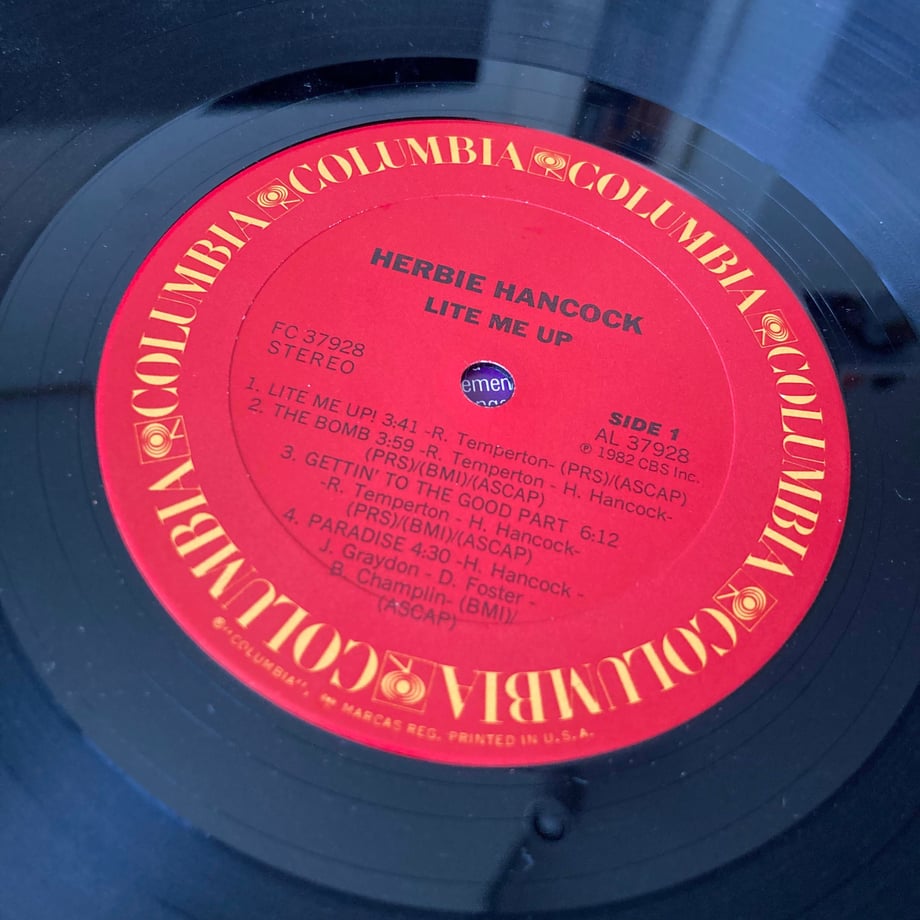 COLUMBIA COLUMBIA COLUMBIA COLUMBIA COLUMBIA COLUMBIA
HERBIE HANCOCK
LITE ME UP
FC 37928
STEREO
SIDE 1
AL 37928
℗ 1982 CBS Inc.
1. LITE ME UP! 3:41 -R. Temperton- (PRS)/(ASCAP)
2. THE BOMB 3:59 -R. Temperton - H. Hancock-
(PRS)/(BMI)/(ASCAP)
3. GETTIN' TO THE GOOD PART 6:12
-R. Temperton - H. Hancock-
(PRS)/(BMI)/(ASCAP)
4. PARADISE 4:30 -H. Hancock -
J. Graydon - D. Foster -
B. Champlin- (BMI)/
(ASCAP)
®"COLUMBIA", MARCAS REG. PRINTED IN U.S.A.
emen